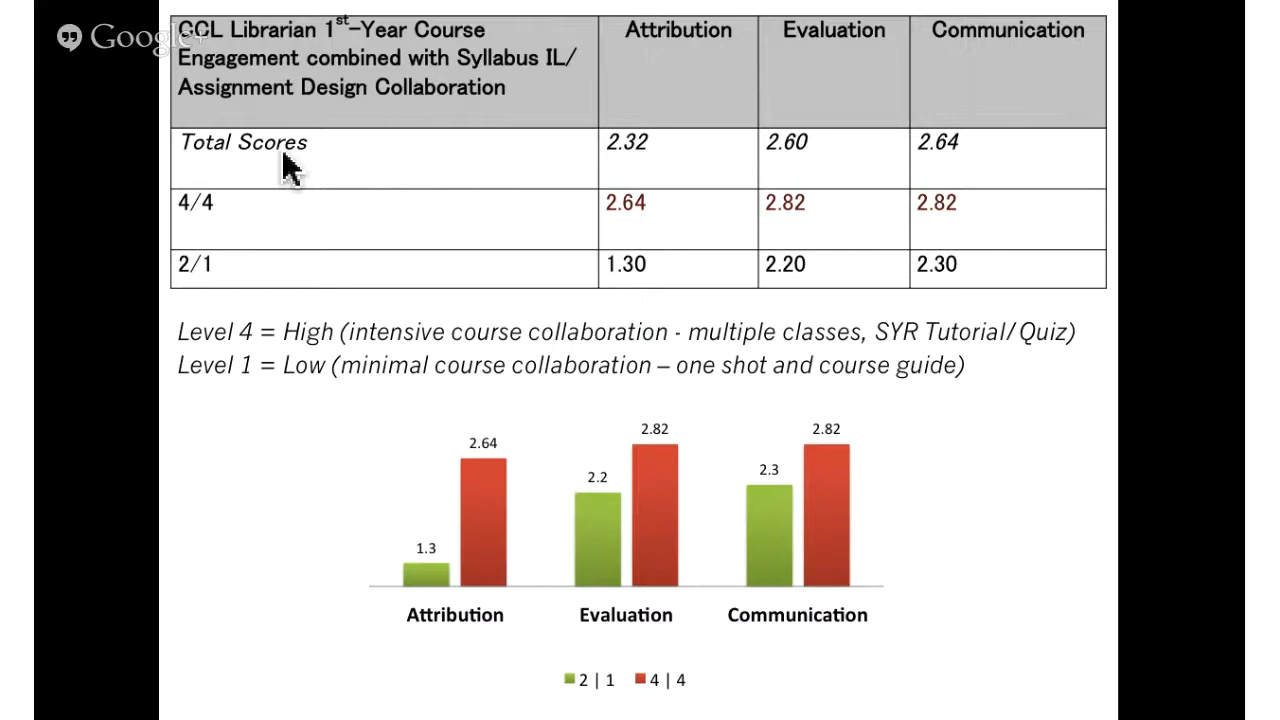 Google+
CCL Librarian 1st-Year Course
Engagement combined with Syllabus IL/
Assignment Design Collaboration
Attribution
Evaluation
Communication
Total Scores
2.32
2.60
2.64
4/4
2.64
2.82
2.82
2/1
1.30
2.20
2.30
Level 4 = High (intensive course collaboration - multiple classes, SYR Tutorial/Quiz)
Level 1 = Low (minimal course collaboration – one shot and course guide)
1.3
2.64
2.2
2.82
2.3
2.82
Attribution
Evaluation
Communication
2 | 1
4 | 4